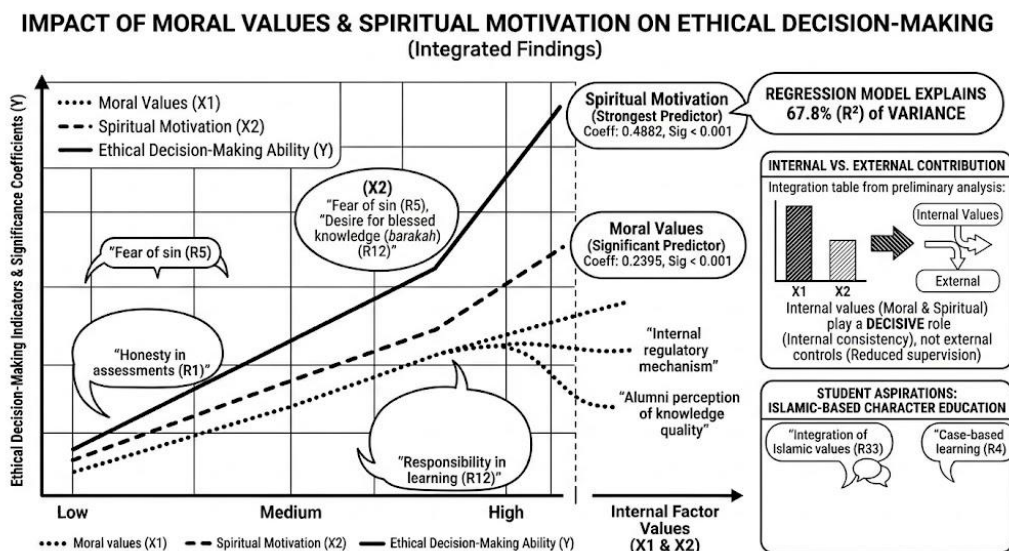 IMPACT OF MORAL VALUES & SPIRITUAL MOTIVATION ON ETHICAL DECISION-MAKING
(Integrated Findings)
Ethical Decision-Making Indicators & Significance Coefficients (Y)
Moral Values (X1)
Spiritual Motivation (X2)
Ethical Decision-Making Ability (Y)
"Fear of sin (R5)
"Honesty in
assessments (R1)"
(X2)
"Fear of sin (R5),
"Desire for blessed
knowledge (barakah)
(R12)"
"Responsibility in
learning (R12)"
Spiritual Motivation
(Strongest Predictor)
Coeff: 0.4882, Sig < 0.001
Moral Values
(Significant Predictor)
Coeff: 0.2395, Sig < 0.001
"Internal
regulatory
mechanism"
"Alumni perception
of knowledge
quality"
Low
Medium
High
Internal Factor
Values
(X1 & X2)
Moral values (X1)
Spiritual Motivation (X2)
Ethical Decision-Making Ability (Y)
REGRESSION MODEL EXPLAINS
67.8% (R²) of VARIANCE
INTERNAL VS. EXTERNAL CONTRIBUTION
Integration table from preliminary analysis:
X1
X2
Internal Values
External
Internal values (Moral & Spiritual)
play a DECISIVE role
(Internal consistency), not external
controls (Reduced supervision)
STUDENT ASPIRATIONS:
ISLAMIC-BASED CHARACTER EDUCATION
"Integration of
Islamic values (R33)
"Case-based
learning (R4)